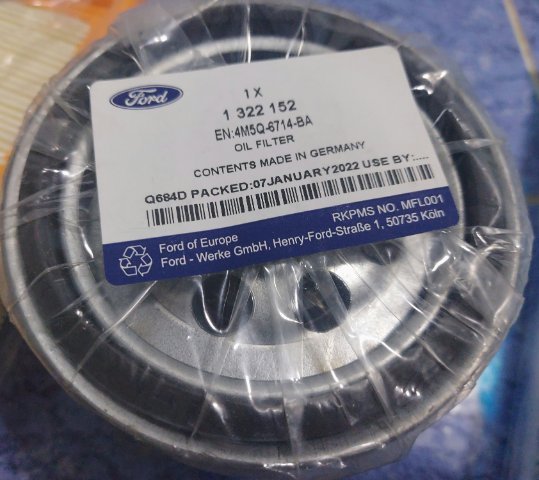 Ford
1 X
1 322 152
EN:4M5Q-6714-BA
OIL FILTER
CONTENTS MADE IN GERMANY
Q684D PACKED:07JANUARY2022 USE BY:.....
RKPMS NO. MFL001
Ford of Europe
Ford - Werke GmbH, Henry-Ford-Straße 1, 50735 Köln